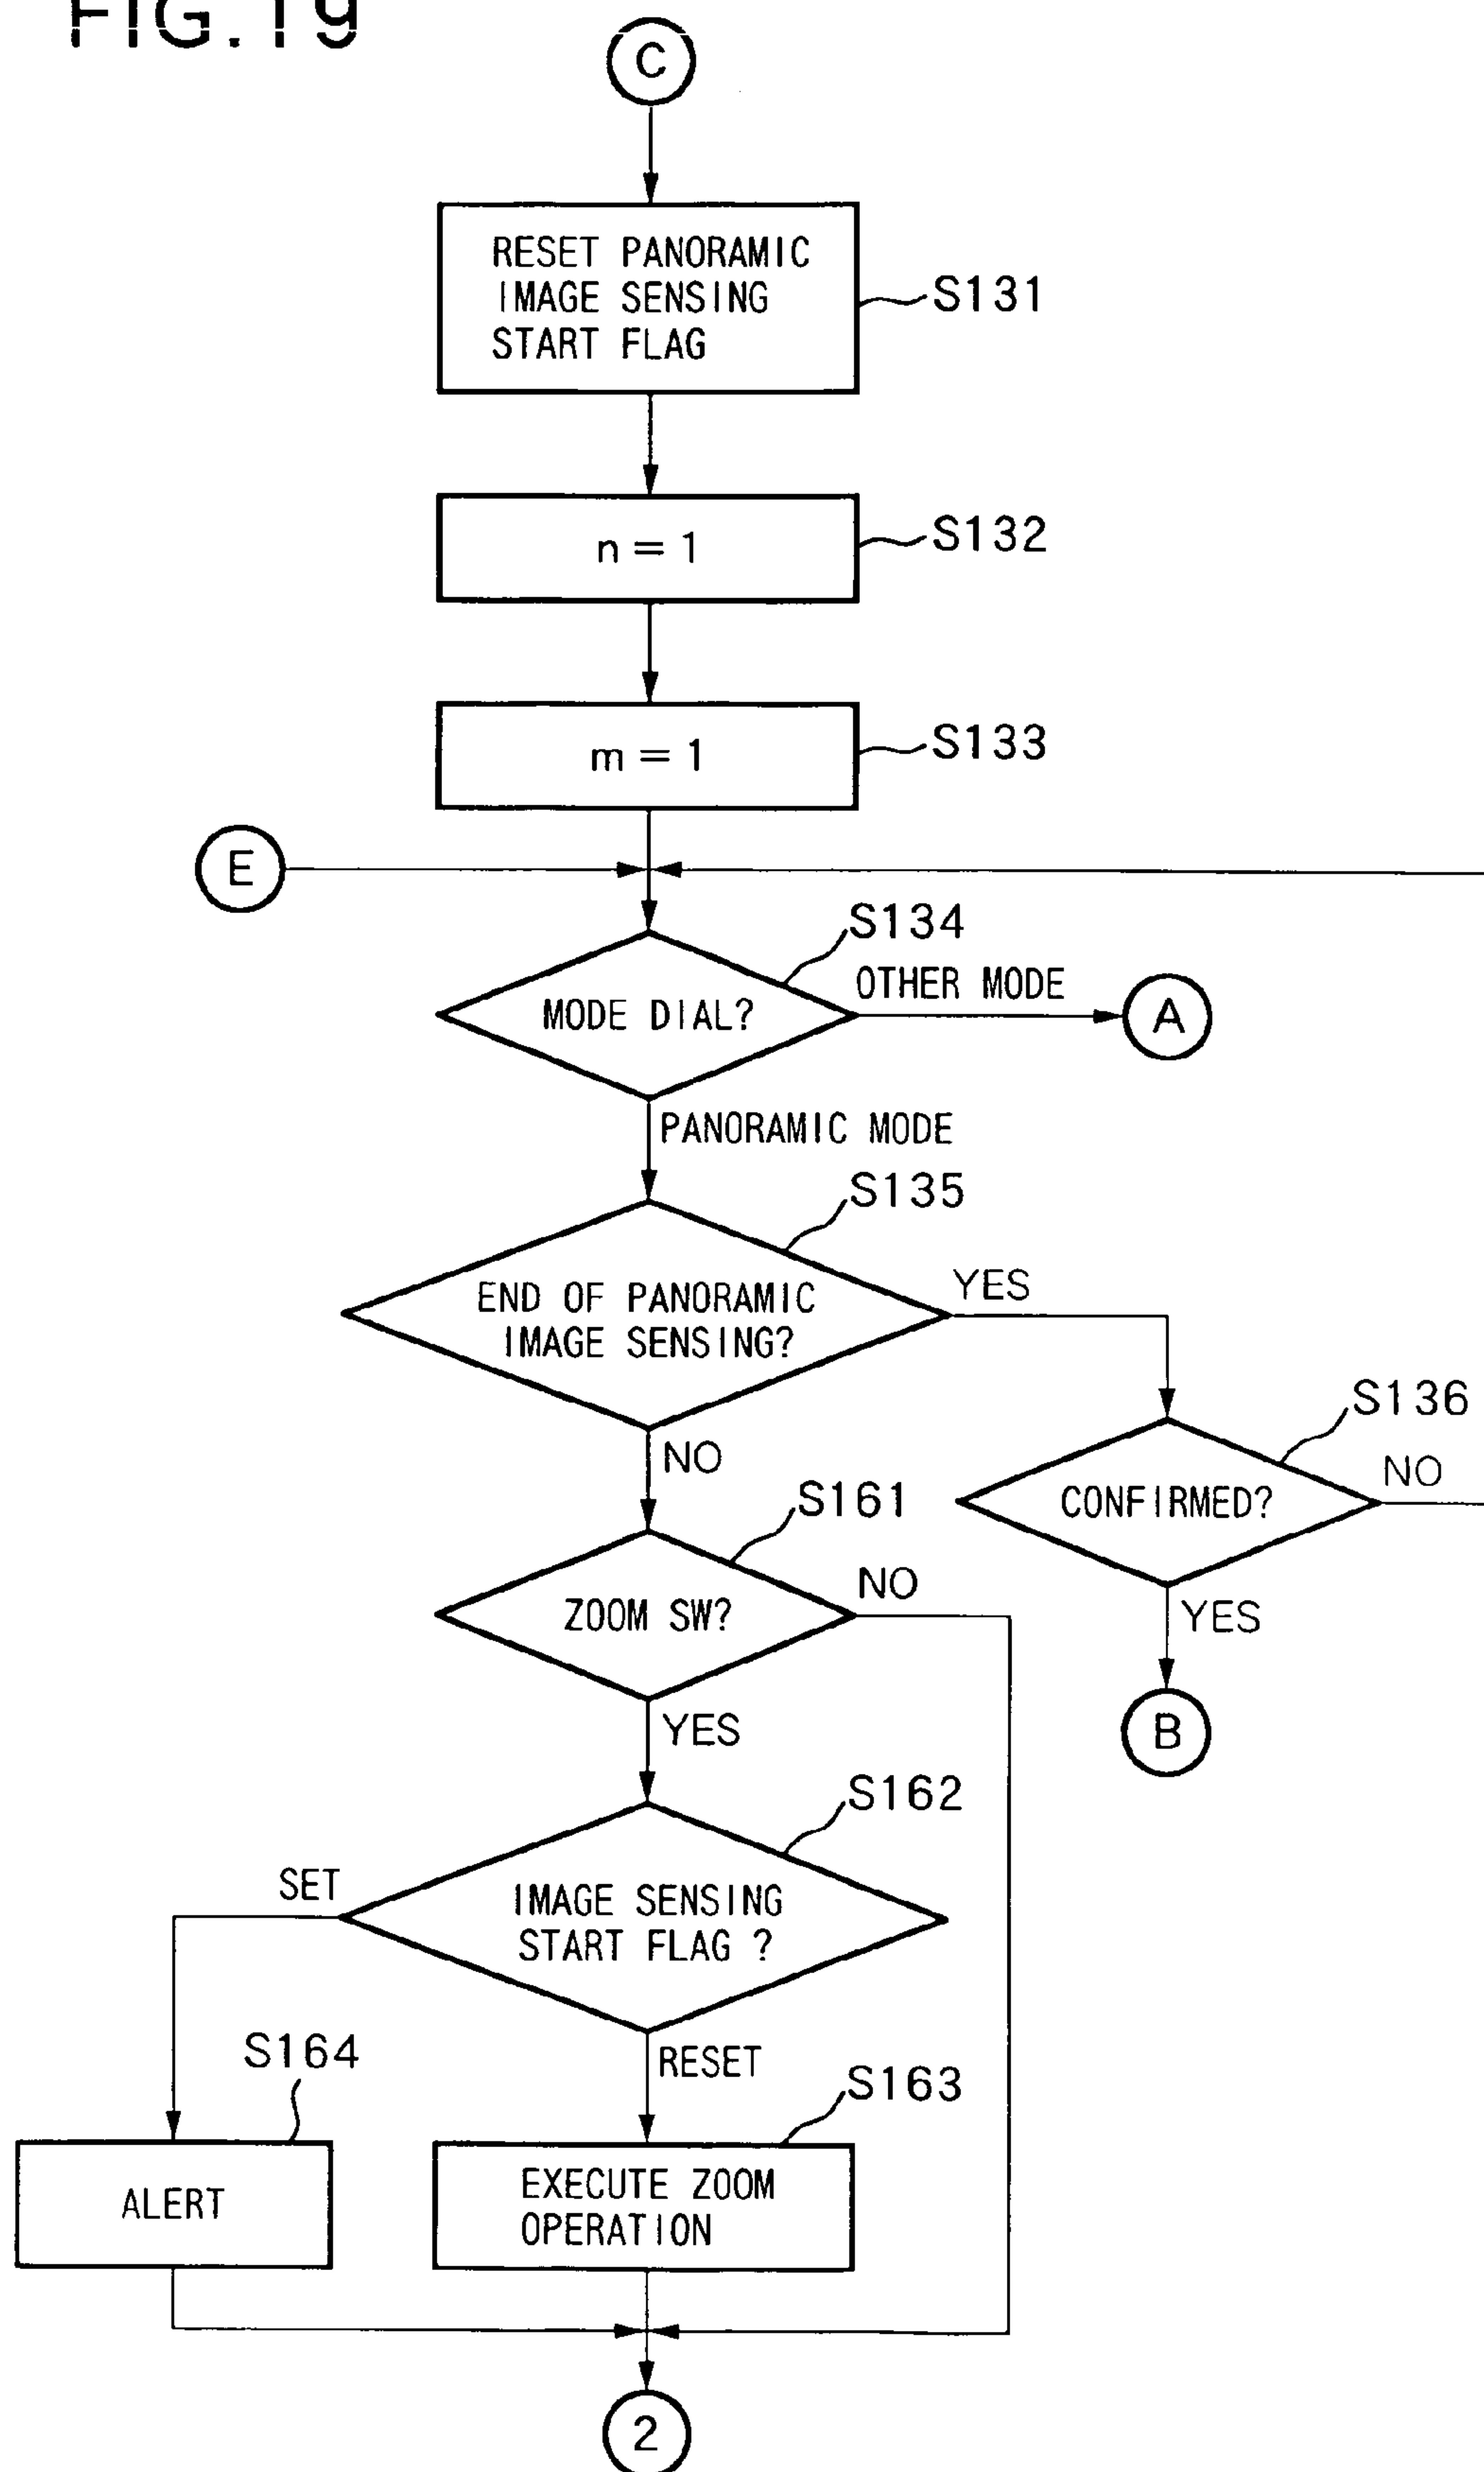 FIG. 19
C
RESET PANORAMIC
IMAGE SENSING
START FLAG
S131
n = 1
S132
m = 1
S133
E
S134
MODE DIAL?
OTHER MODE
A
PANORAMIC MODE
S135
END OF PANORAMIC
IMAGE SENSING?
YES
S136
NO
CONFIRMED?
NO
S161
ZOOM SW?
NO
YES
B
YES
S162
IMAGE SENSING
START FLAG ?
SET
S164
RESET
S163
ALERT
EXECUTE ZOOM
OPERATION
2